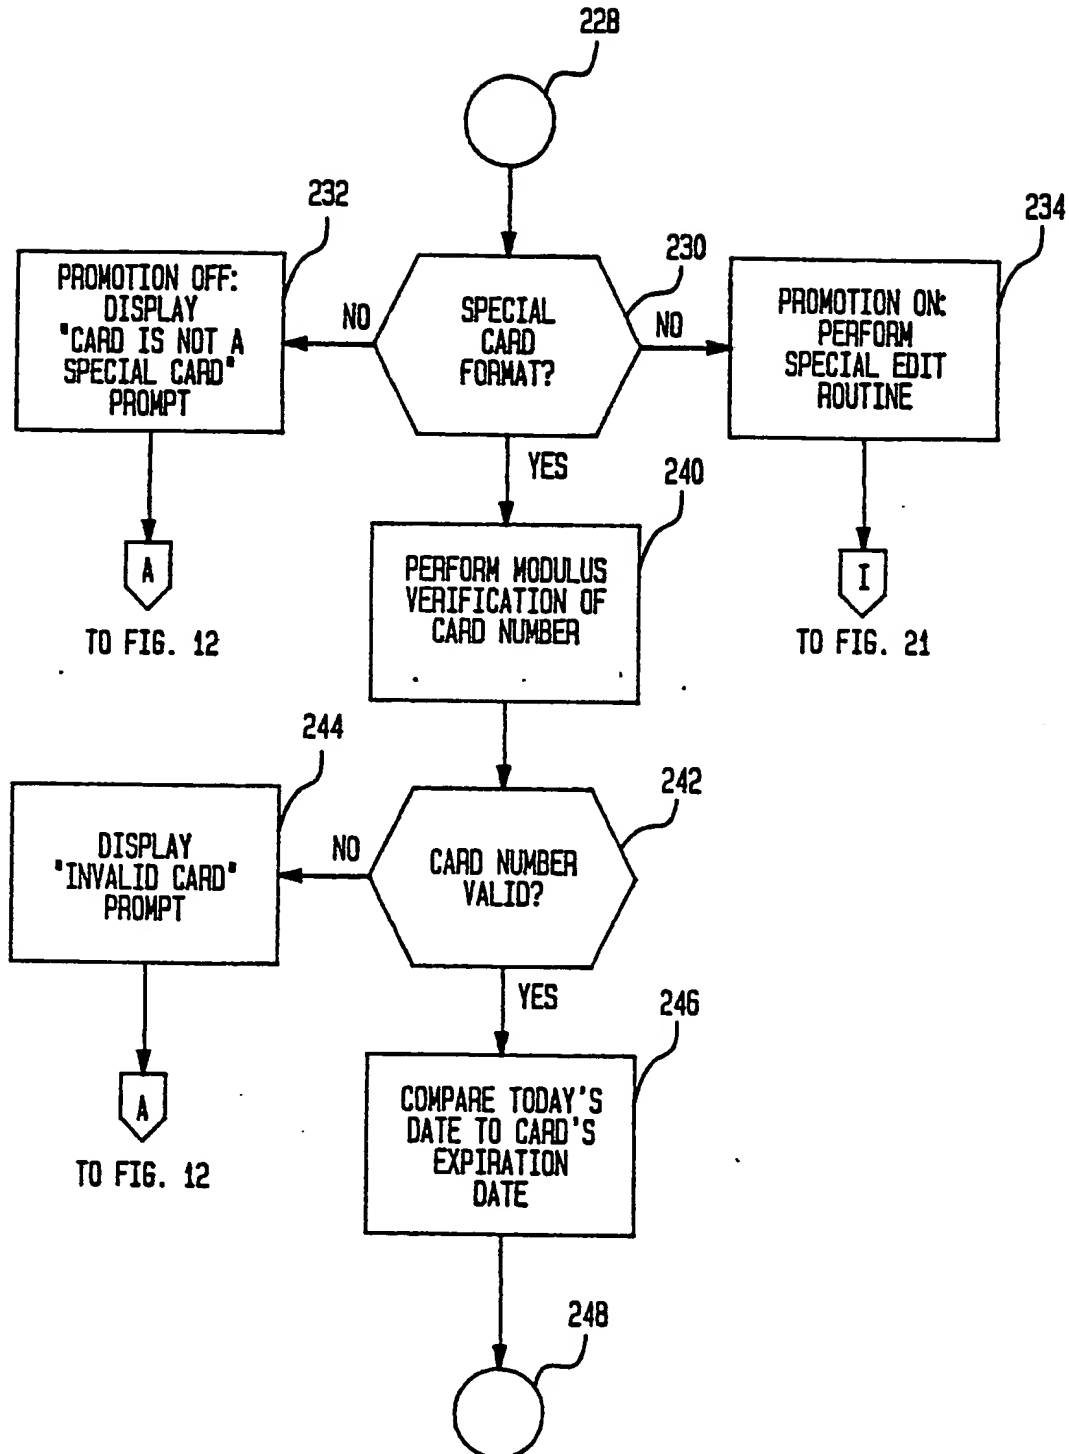 228
232
PROMOTION OFF:
DISPLAY
"CARD IS NOT A
SPECIAL CARD"
PROMPT
NO
230
SPECIAL
CARD
FORMAT?
NO
234
PROMOTION ON:
PERFORM
SPECIAL EDIT
ROUTINE
YES
A
TO FIG. 12
240
PERFORM MODULUS
VERIFICATION OF
CARD NUMBER
I
TO FIG. 21
244
DISPLAY
"INVALID CARD"
PROMPT
NO
242
CARD NUMBER
VALID?
YES
A
TO FIG. 12
246
COMPARE TODAY'S
DATE TO CARD'S
EXPIRATION
DATE
248